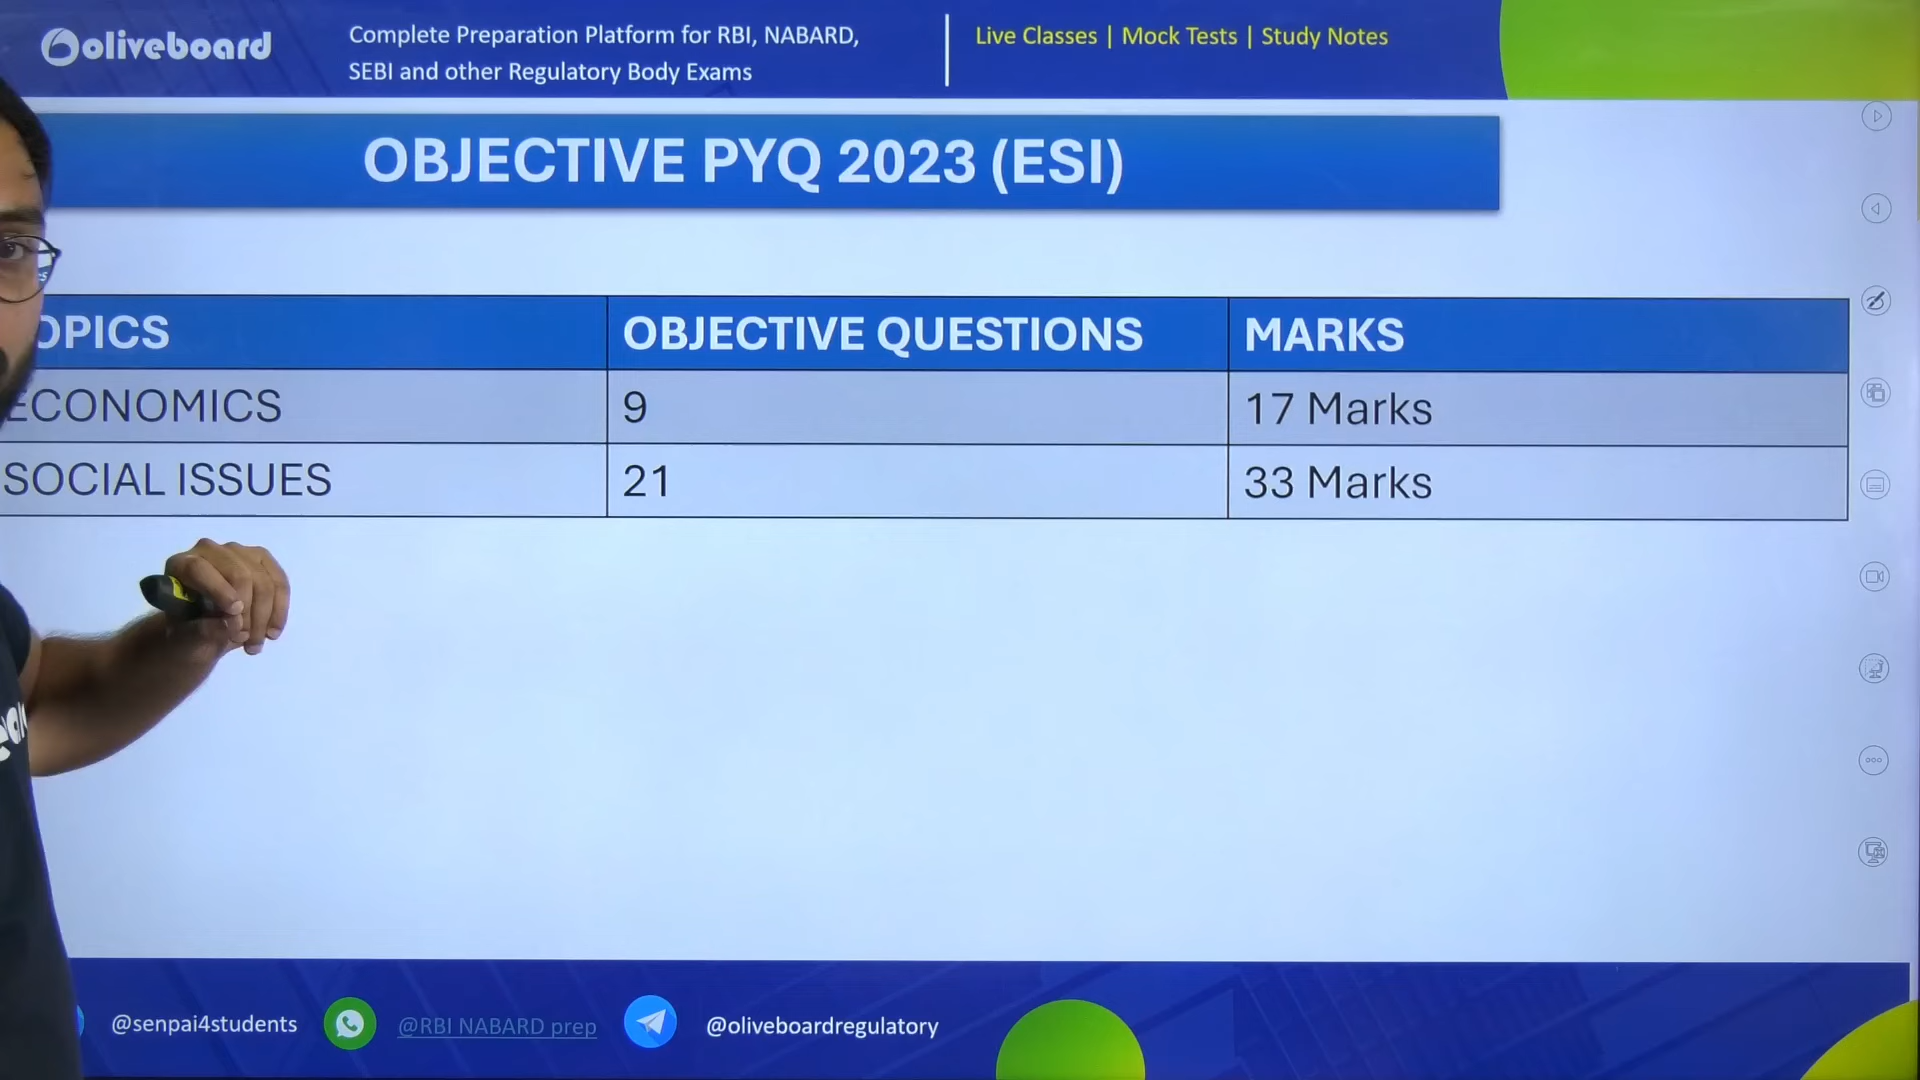 oliveboard
Complete Preparation Platform for RBI, NABARD,
SEBI and other Regulatory Body Exams
Live Classes | Mock Tests | Study Notes
OBJECTIVE PYQ 2023 (ESI)
OPICS
OBJECTIVE QUESTIONS
MARKS
ECONOMICS
9
17 Marks
SOCIAL ISSUES
21
33 Marks
@senpai4students
@RBI NABARD prep
@oliveboardregulatory